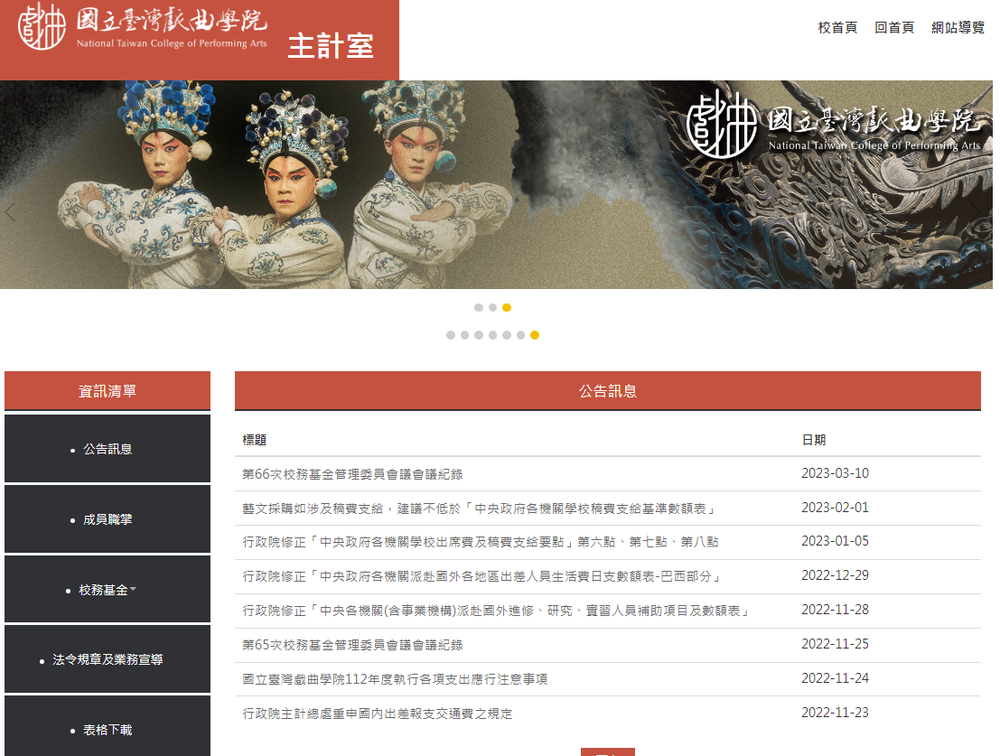 國立臺灣戲曲學院
National Taiwan College of Performing Arts
主計室
校首頁 回首頁 網站導覽
國立臺灣戲曲學院
National Taiwan College of Performing Arts
資訊清單
公告訊息
成員職掌
校務基金
法令規章及業務宣導
表格下載
公告訊息
標題 日期
第66次校務基金管理委員會議會議紀錄 2023-03-10
藝文採購如涉及稿費支給，建議不低於「中央政府各機關學校稿費支給基準數額表」 2023-02-01
行政院修正「中央政府各機關學校出席費及稿費支給要點」第六點、第七點、第八點 2023-01-05
行政院修正「中央政府各機關派赴國外各地區出差人員生活費日支數額表-巴西部分」 2022-12-29
行政院修正「中央各機關(含事業機構)派赴國外進修、研究、實習人員補助項目及數額表」 2022-11-28
第65次校務基金管理委員會議會議紀錄 2022-11-25
國立臺灣戲曲學院112年度執行各項支出應行注意事項 2022-11-24
行政院主計總處重申國內出差報支交通費之規定 2022-11-23